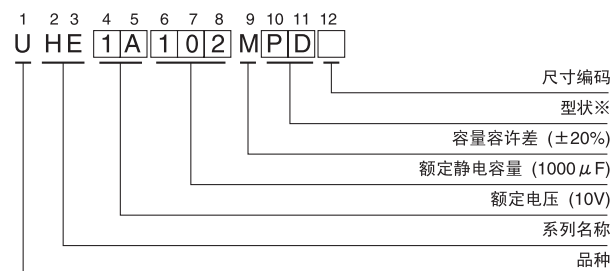 1 2 3 4 5 6 7 8 9 10 11 12
U H E 1 A 1 0 2 M P D
尺寸编码
型状※
容量容许差 (±20%)
额定静电容量 (1000μF)
额定电压 (10V)
系列名称
品种